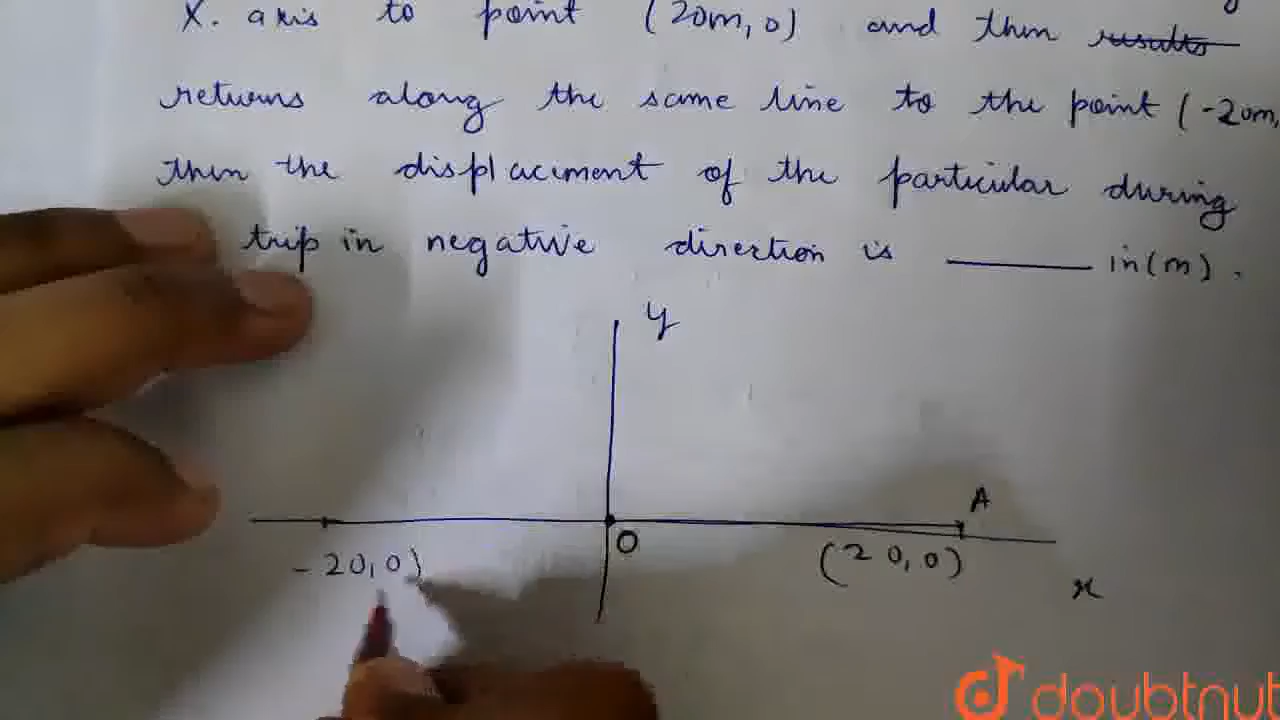 X. axis to point (20m, 0) and then results
returns along the same line to the point (-20m,
then the displacement of the particular during
trip in negative direction is ______ in(m).
y
A
O
-20,0)
(20,0)
x
doubtnut